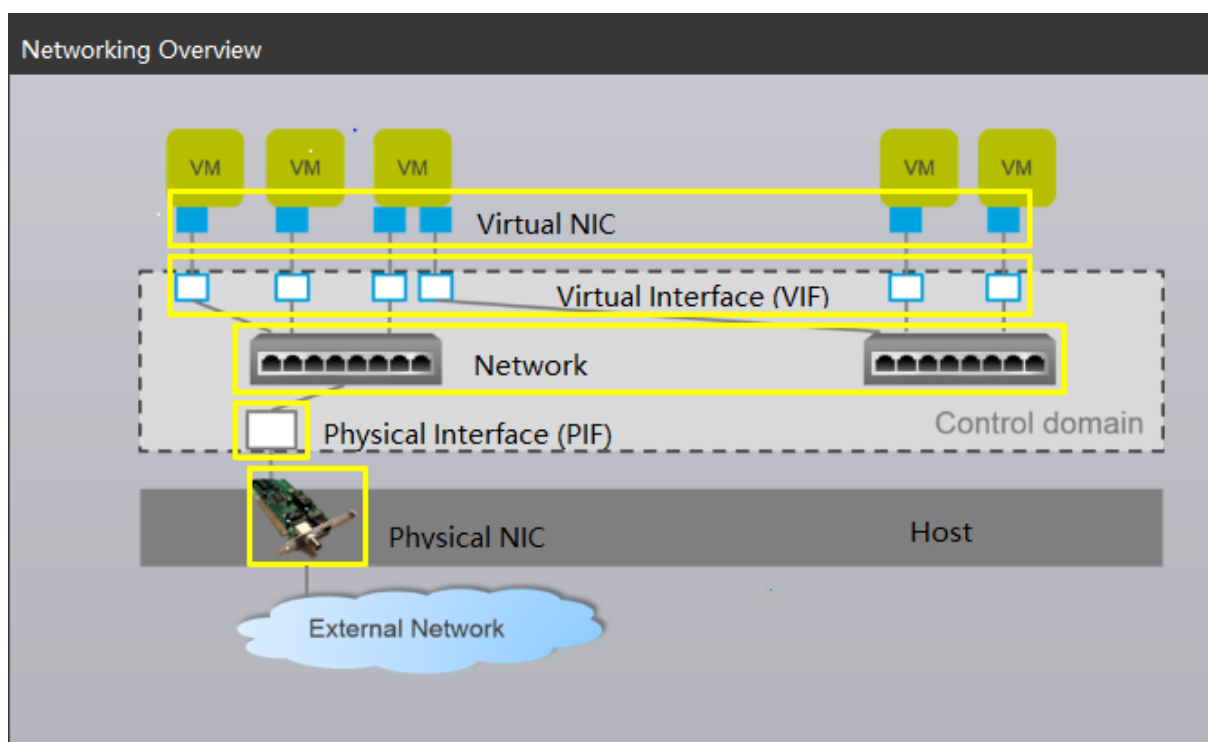 Networking Overview
VM VM VM VM VM
Virtual NIC
Virtual Interface (VIF)
Network
Physical Interface (PIF)
Control domain
Physical NIC
Host
External Network